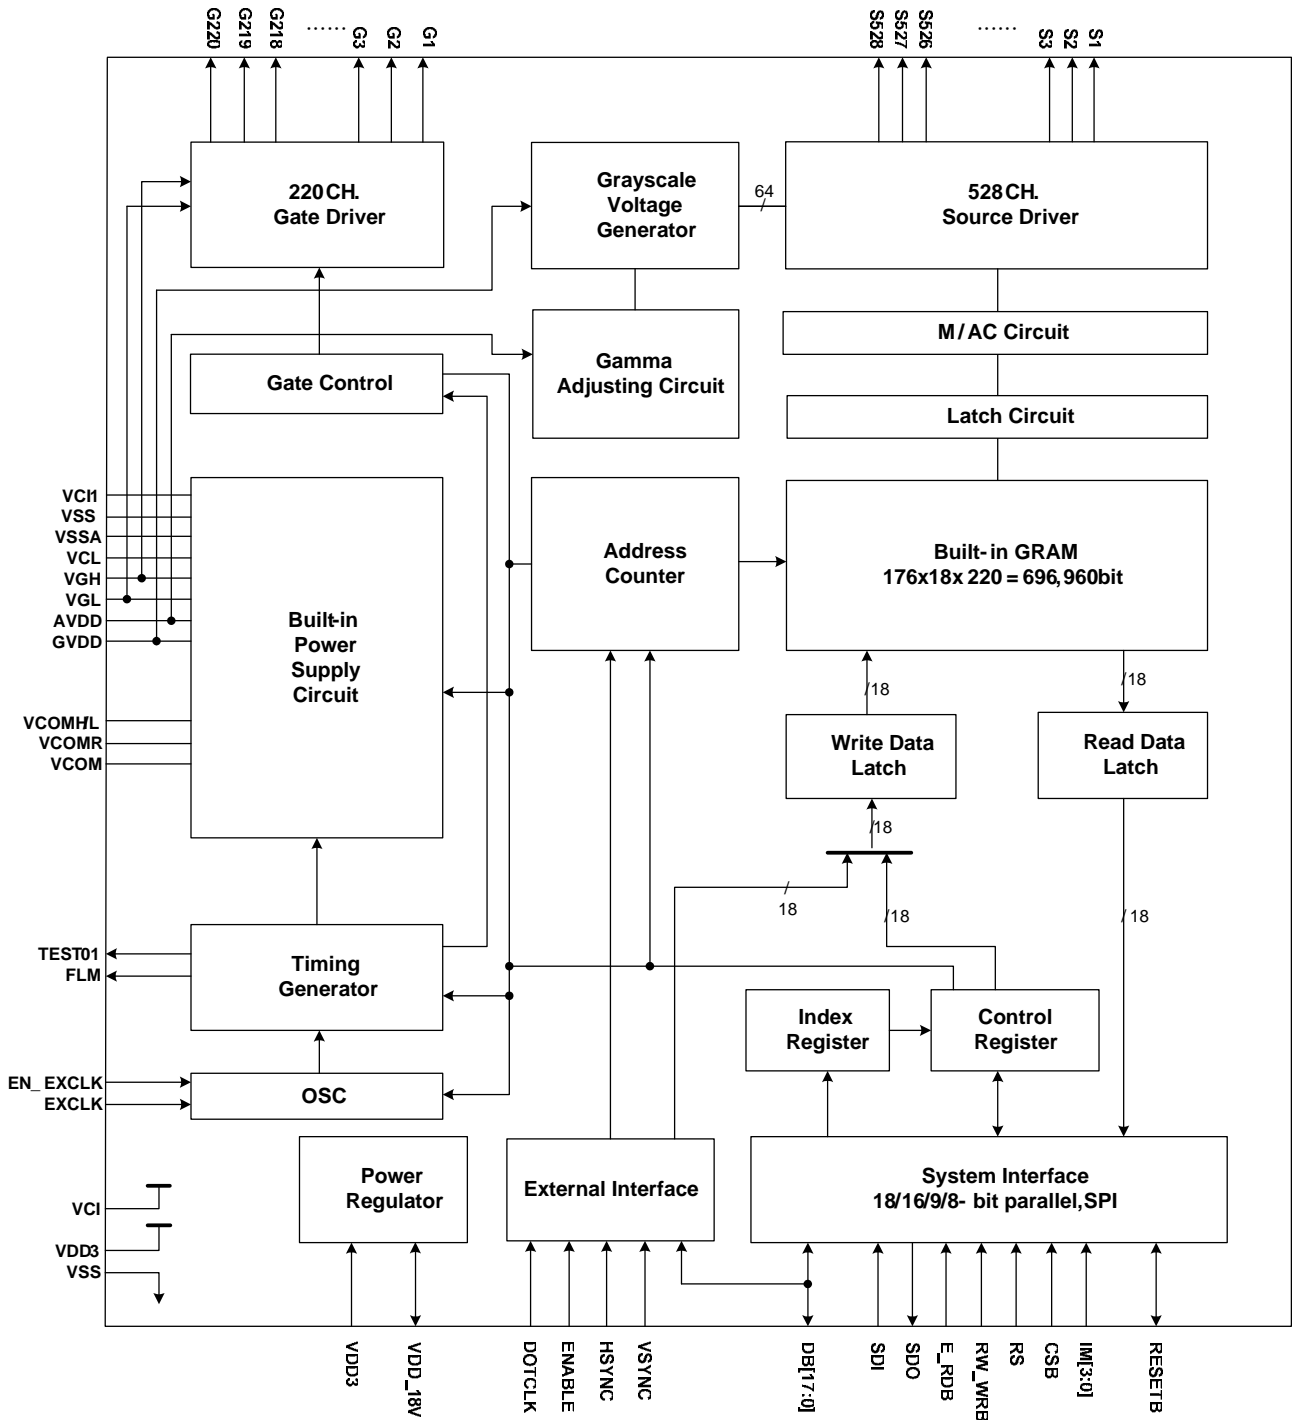 G220
G219
G218
......
G3
G2
G1
S528
S527
S526
......
S3
S2
S1
220CH.
Gate Driver
Grayscale
Voltage
Generator
64
528CH.
Source Driver
M/AC Circuit
Gate Control
Gamma
Adjusting Circuit
Latch Circuit
VCI1
VSS
VSSA
VCL
VGH
VGL
AVDD
GVDD
VCOMH/L
VCOMR
VCOM
Built-in
Power
Supply
Circuit
Address
Counter
Built-in GRAM
176x18x220=696,960bit
/18
/18
Write Data
Latch
Read Data
Latch
/18
18
/18
/18
TEST01
FLM
Timing
Generator
Index
Register
Control
Register
EN_EXCLK
EXCLK
OSC
Power
Regulator
External Interface
System Interface
18/16/9/8-bit parallel,SPI
VCI
VDD3
VSS
VDD3
VDD_18V
DOTCLK
ENABLE
HSYNC
VSYNC
DB[17:0]
SDI
SDO
E_RDB
RW_WRB
RS
CSB
IM[3:0]
RESETB